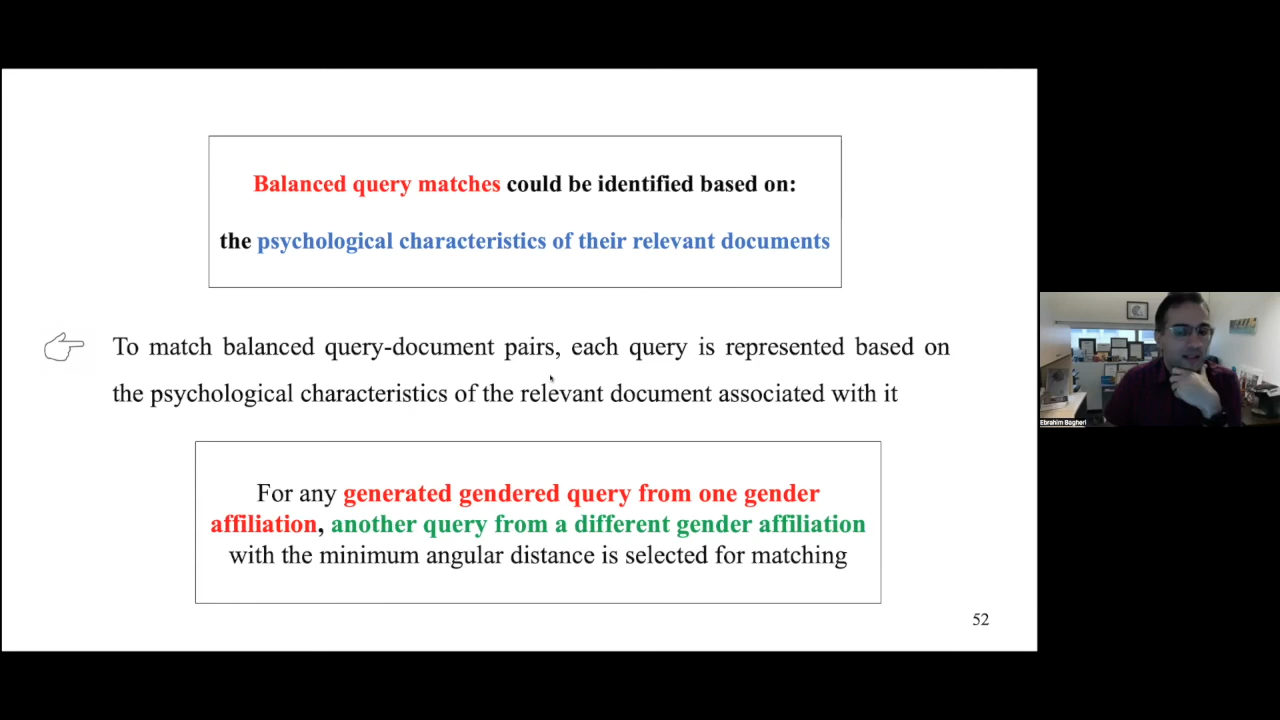 Balanced query matches could be identified based on:
the psychological characteristics of their relevant documents
To match balanced query-document pairs, each query is represented based on
the psychological characteristics of the relevant document associated with it
For any generated gendered query from one gender
affiliation, another query from a different gender affiliation
with the minimum angular distance is selected for matching
52
Ebrahim Bagheri